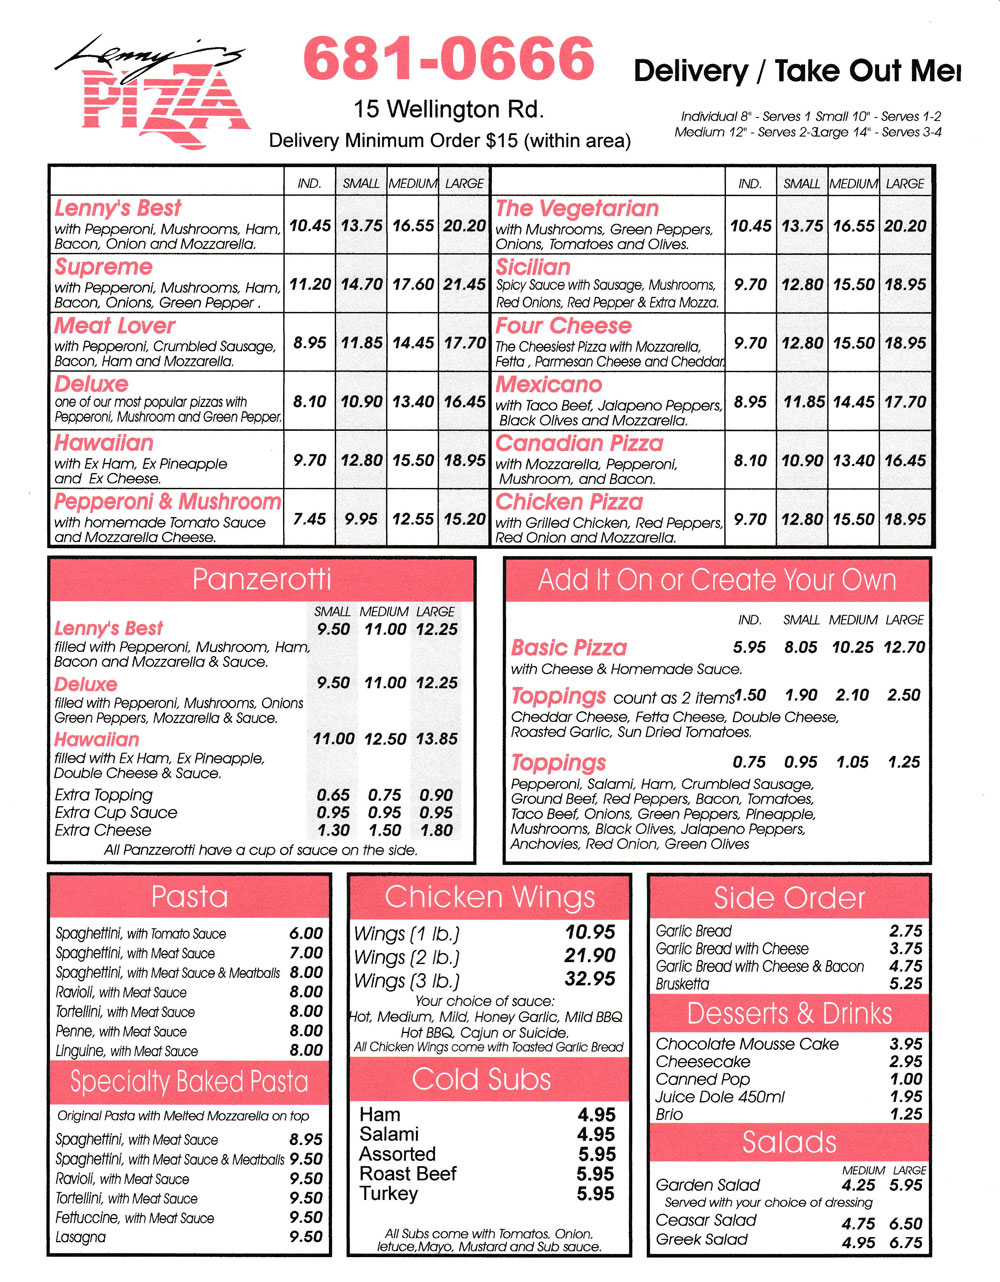 Lenny's
PIZZA
681-0666
15 Wellington Rd.
Delivery Minimum Order $15 (within area)
Delivery / Take Out Me
Individual 8" - Serves 1 Small 10" - Serves 1-2
Medium 12" - Serves 2-3 Large 14" - Serves 3-4
IND. SMALL MEDIUM LARGE
Lenny's Best
with Pepperoni, Mushrooms, Ham, 10.45 13.75 16.55 20.20
Bacon, Onion and Mozzarella.
Supreme
with Pepperoni, Mushrooms, Ham, 11.20 14.70 17.60 21.45
Bacon, Onions, Green Pepper .
Meat Lover
with Pepperoni, Crumbled Sausage, 8.95 11.85 14.45 17.70
Bacon, Ham and Mozzarella.
Deluxe
one of our most popular pizzas with 8.10 10.90 13.40 16.45
Pepperoni, Mushroom and Green Pepper.
Hawaiian
with Ex Ham, Ex Pineapple 9.70 12.80 15.50 18.95
and Ex Cheese.
Pepperoni & Mushroom
with homemade Tomato Sauce 7.45 9.95 12.55 15.20
and Mozzarella Cheese.
IND. SMALL MEDIUM LARGE
The Vegetarian
with Mushrooms, Green Peppers, 10.45 13.75 16.55 20.20
Onions, Tomatoes and Olives.
Sicilian
Spicy Sauce with Sausage, Mushrooms, 9.70 12.80 15.50 18.95
Red Onions, Red Pepper & Extra Mozza.
Four Cheese
The Cheesiest Pizza with Mozzarella, 9.70 12.80 15.50 18.95
Fetta , Parmesan Cheese and Cheddar
Mexicano
with Taco Beef, Jalapeno Peppers, 8.95 11.85 14.45 17.70
Black Olives and Mozzarella.
Canadian Pizza
with Mozzarella, Pepperoni, 8.10 10.90 13.40 16.45
Mushroom, and Bacon.
Chicken Pizza
with Grilled Chicken, Red Peppers, 9.70 12.80 15.50 18.95
Red Onion and Mozzarella.
Panzerotti
SMALL MEDIUM LARGE
Lenny's Best 9.50 11.00 12.25
filled with Pepperoni, Mushroom, Ham,
Bacon and Mozzarella & Sauce.
Deluxe 9.50 11.00 12.25
filled with Pepperoni, Mushrooms, Onions
Green Peppers, Mozzarella & Sauce.
Hawaiian 11.00 12.50 13.85
filled with Ex Ham, Ex Pineapple,
Double Cheese & Sauce.
Extra Topping 0.65 0.75 0.90
Extra Cup Sauce 0.95 0.95 0.95
Extra Cheese 1.30 1.50 1.80
All Panzzerotti have a cup of sauce on the side.
Add It On or Create Your Own
IND. SMALL MEDIUM LARGE
Basic Pizza 5.95 8.05 10.25 12.70
with Cheese & Homemade Sauce.
Toppings count as 2 items 1.50 1.90 2.10 2.50
Cheddar Cheese, Fetta Cheese, Double Cheese,
Roasted Garlic, Sun Dried Tomatoes.
Toppings 0.75 0.95 1.05 1.25
Pepperoni, Salami, Ham, Crumbled Sausage,
Ground Beef, Red Peppers, Bacon, Tomatoes,
Taco Beef, Onions, Green Peppers, Pineapple,
Mushrooms, Black Olives, Jalapeno Peppers,
Anchovies, Red Onion, Green Olives
Pasta
Spaghettini, with Tomato Sauce 6.00
Spaghettini, with Meat Sauce 7.00
Spaghettini, with Meat Sauce & Meatballs 8.00
Ravioli, with Meat Sauce 8.00
Tortellini, with Meat Sauce 8.00
Penne, with Meat Sauce 8.00
Linguine, with Meat Sauce 8.00
Specialty Baked Pasta
Original Pasta with Melted Mozzarella on top
Spaghettini, with Meat Sauce 8.95
Spaghettini, with Meat Sauce & Meatballs 9.50
Ravioli, with Meat Sauce 9.50
Tortellini, with Meat Sauce 9.50
Fettuccine, with Meat Sauce 9.50
Lasagna 9.50
Chicken Wings
Wings (1 lb.) 10.95
Wings (2 lb.) 21.90
Wings (3 lb.) 32.95
Your choice of sauce:
Hot, Medium, Mild, Honey Garlic, Mild BBQ
Hot BBQ, Cajun or Suicide.
All Chicken Wings come with Toasted Garlic Bread
Cold Subs
Ham 4.95
Salami 4.95
Assorted 5.95
Roast Beef 5.95
Turkey 5.95
All Subs come with Tomatos, Onion,
letuce,Mayo, Mustard and Sub sauce.
Side Order
Garlic Bread 2.75
Garlic Bread with Cheese 3.75
Garlic Bread with Cheese & Bacon 4.75
Brusketta 5.25
Desserts & Drinks
Chocolate Mousse Cake 3.95
Cheesecake 2.95
Canned Pop 1.00
Juice Dole 450ml 1.95
Brio 1.25
Salads
MEDIUM LARGE
Garden Salad 4.25 5.95
Served with your choice of dressing
Ceasar Salad 4.75 6.50
Greek Salad 4.95 6.75